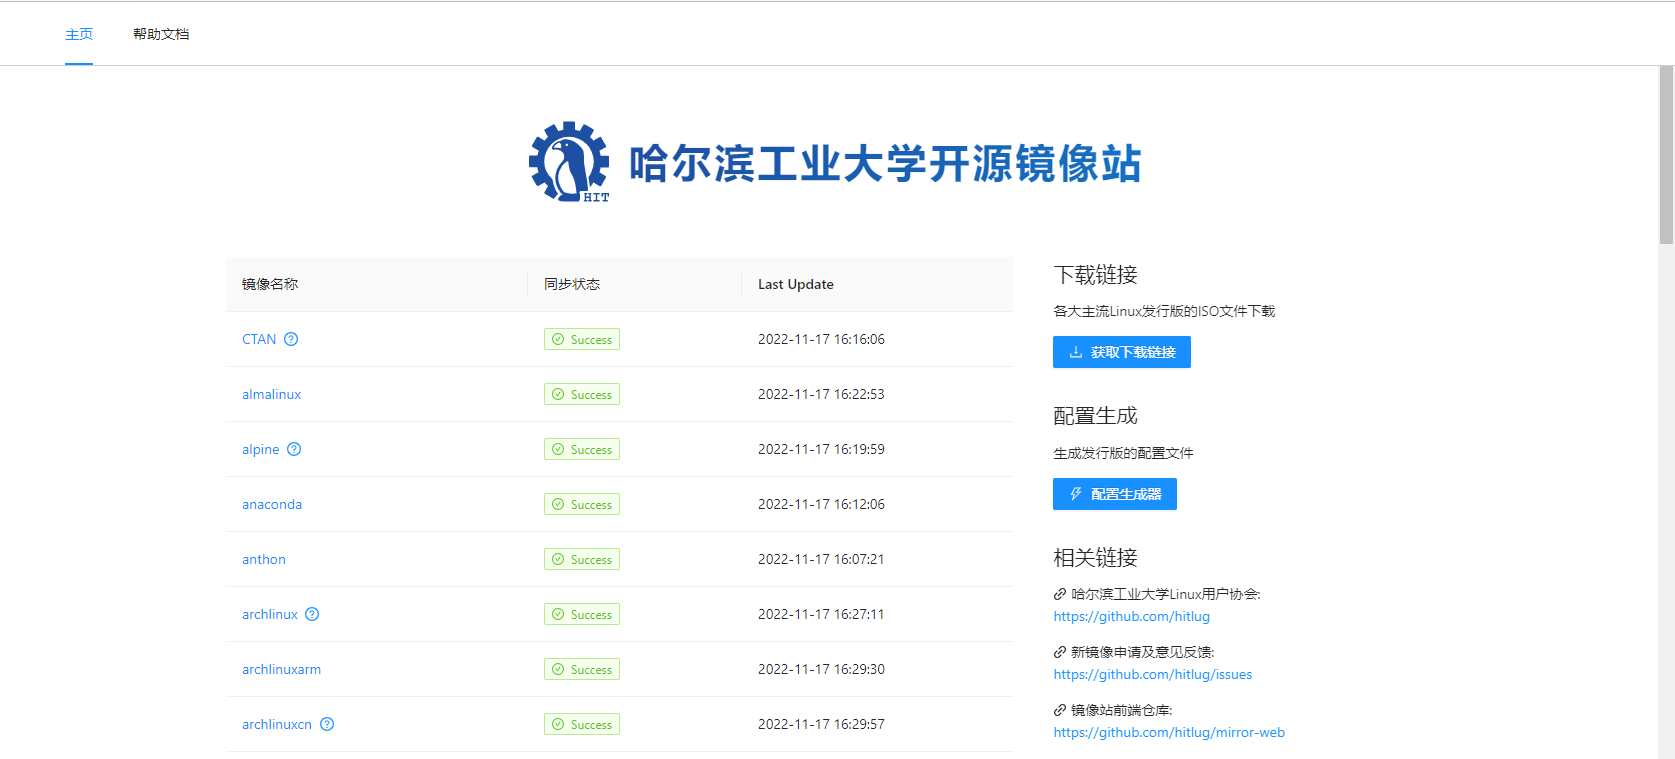 主页 帮助文档
HIT
哈尔滨工业大学开源镜像站
镜像名称 同步状态 Last Update
CTAN Success 2022-11-17 16:16:06
almalinux Success 2022-11-17 16:22:53
alpine Success 2022-11-17 16:19:59
anaconda Success 2022-11-17 16:12:06
anthon Success 2022-11-17 16:07:21
archlinux Success 2022-11-17 16:27:11
archlinuxarm Success 2022-11-17 16:29:30
archlinuxcn Success 2022-11-17 16:29:57
下载链接
各大主流Linux发行版的ISO文件下载
获取下载链接
配置生成
生成发行版的配置文件
配置生成器
相关链接
哈尔滨工业大学Linux用户协会:
https://github.com/hitlug
新镜像申请及意见反馈:
https://github.com/hitlug/issues
镜像站前端仓库:
https://github.com/hitlug/mirror-web